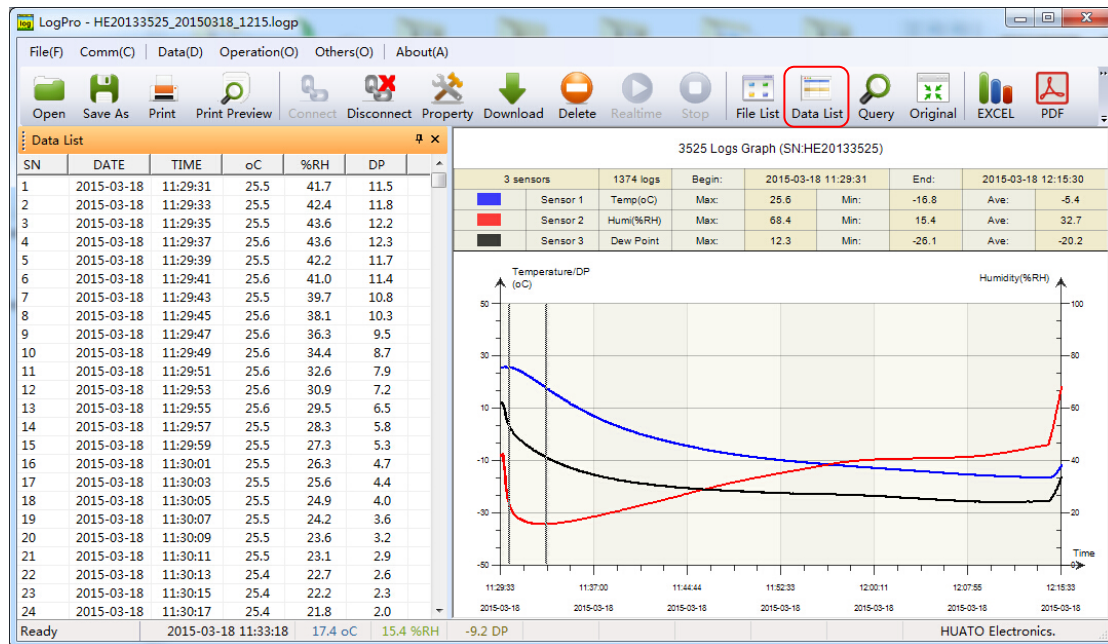 LogPro - HE20133525_20150318_1215.logp
File(F) Comm(C) Data(D) Operation(O) Others(O) About(A)
Open Save As Print Print Preview Connect Disconnect Property Download Delete Realtime Stop File List Data List Query Original EXCEL PDF
Data List
SN DATE TIME oC %RH DP
1 2015-03-18 11:29:31 25.5 41.7 11.5
2 2015-03-18 11:29:33 25.5 42.4 11.8
3 2015-03-18 11:29:35 25.5 43.6 12.2
4 2015-03-18 11:29:37 25.6 43.6 12.3
5 2015-03-18 11:29:39 25.5 42.2 11.7
6 2015-03-18 11:29:41 25.6 41.0 11.4
7 2015-03-18 11:29:43 25.5 39.7 10.8
8 2015-03-18 11:29:45 25.6 38.1 10.3
9 2015-03-18 11:29:47 25.6 36.3 9.5
10 2015-03-18 11:29:49 25.6 34.4 8.7
11 2015-03-18 11:29:51 25.6 32.6 7.9
12 2015-03-18 11:29:53 25.6 30.9 7.2
13 2015-03-18 11:29:55 25.6 29.5 6.5
14 2015-03-18 11:29:57 25.5 28.3 5.8
15 2015-03-18 11:29:59 25.5 27.3 5.3
16 2015-03-18 11:30:01 25.5 26.3 4.7
17 2015-03-18 11:30:03 25.5 25.6 4.4
18 2015-03-18 11:30:05 25.5 24.9 4.0
19 2015-03-18 11:30:07 25.5 24.2 3.6
20 2015-03-18 11:30:09 25.5 23.6 3.2
21 2015-03-18 11:30:11 25.5 23.1 2.9
22 2015-03-18 11:30:13 25.4 22.7 2.6
23 2015-03-18 11:30:15 25.4 22.2 2.3
24 2015-03-18 11:30:17 25.4 21.8 2.0
3525 Logs Graph (SN:HE20133525)
3 sensors 1374 logs Begin: 2015-03-18 11:29:31 End: 2015-03-18 12:15:30
Sensor 1 Temp(oC) Max: 25.6 Min: -16.8 Ave: -5.4
Sensor 2 Humi(%RH) Max: 68.4 Min: 15.4 Ave: 32.7
Sensor 3 Dew Point Max: 12.3 Min: -26.1 Ave: -20.2
Temperature/DP
(oC)
Humidity(%RH)
50 100
30 80
10 60
-10 40
-30 20
Time
-50 0
11:29:33 11:37:00 11:44:44 11:52:33 12:00:11 12:07:55 12:15:33
2015-03-18 2015-03-18 2015-03-18 2015-03-18 2015-03-18 2015-03-18 2015-03-18
Ready 2015-03-18 11:33:18 17.4 oC 15.4 %RH -9.2 DP HUATO Electronics.